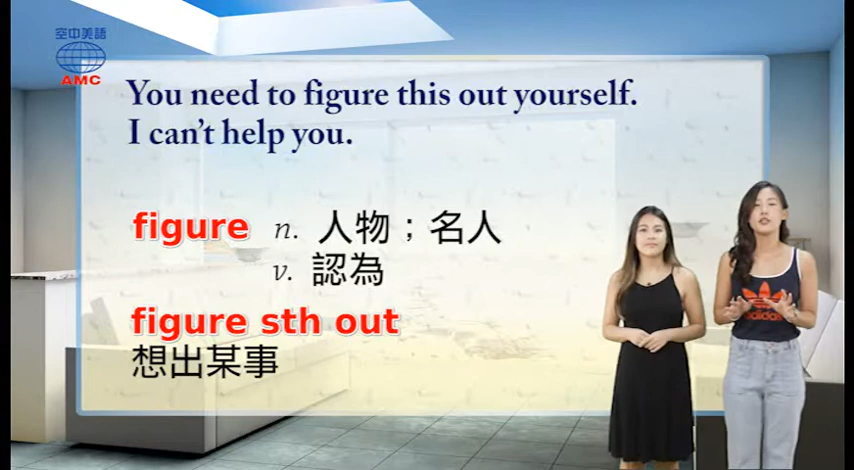 空中美語
AMC
You need to figure this out yourself.
I can't help you.
figure n. 人物；名人
v. 認為
figure sth out
想出某事
adidas